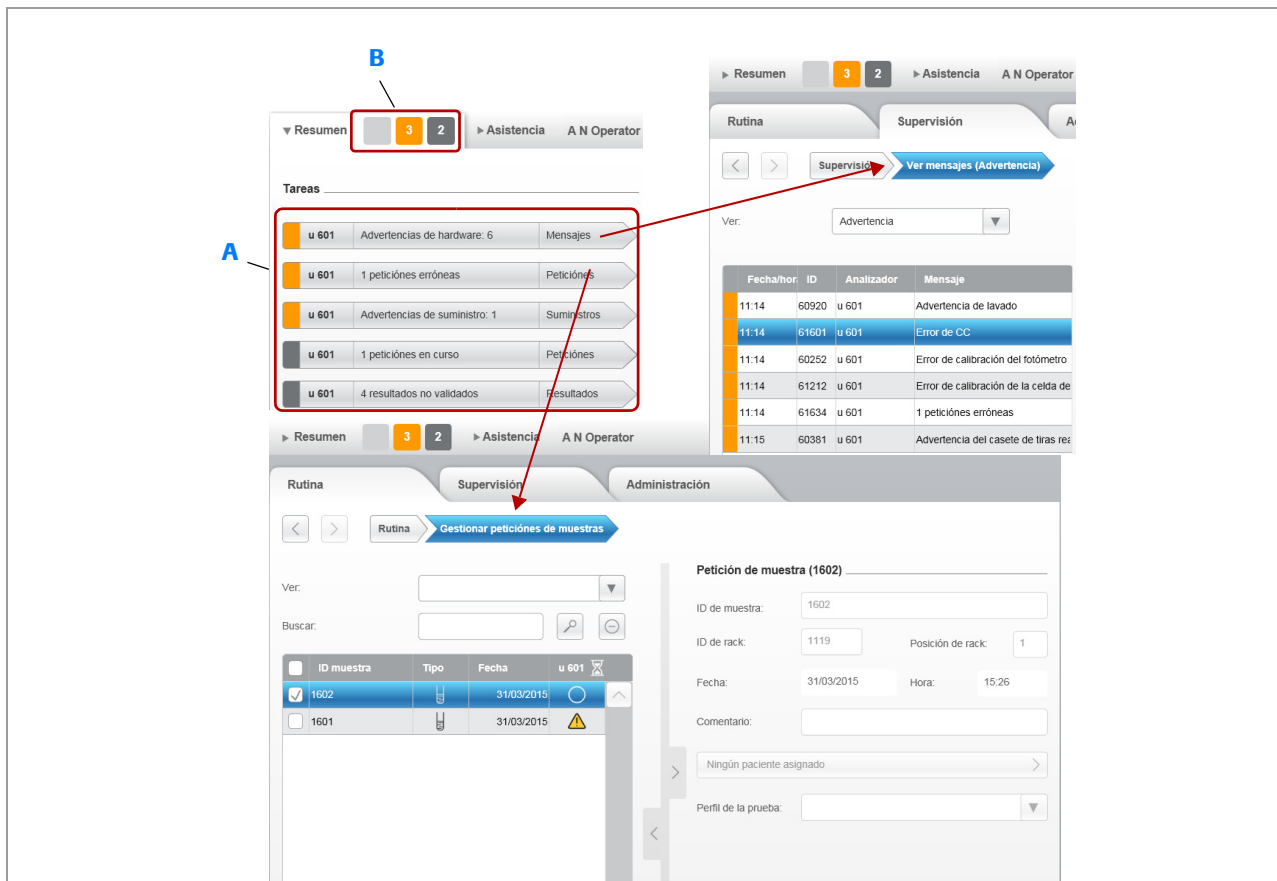 B
Resumen 3 2 Asistencia A N Operator
Tareas
A
u 601 Advertencias de hardware: 6 Mensajes
u 601 1 peticiónes erróneas Peticiónes
u 601 Advertencias de suministro: 1 Suministros
u 601 1 peticiónes en curso Peticiónes
u 601 4 resultados no validados Resultados
Resumen 3 2 Asistencia A N Operator
Rutina Supervisión
Supervisión Ver mensajes (Advertencia)
Ver: Advertencia
Fecha/hor ID Analizador Mensaje
11:14 60920 u 601 Advertencia de lavado
11:14 61601 u 601 Error de CC
11:14 60252 u 601 Error de calibración del fotómetro
11:14 61212 u 601 Error de calibración de la celda de
11:14 61634 u 601 1 peticiónes erróneas
11:15 60381 u 601 Advertencia del casete de tiras rea
Resumen 3 2 Asistencia A N Operator
Rutina Supervisión Administración
Rutina Gestionar peticiónes de muestras
Ver:
Buscar:
ID muestra Tipo Fecha u 601
1602 31/03/2015
1601 31/03/2015
Petición de muestra (1602)
ID de muestra: 1602
ID de rack: 1119 Posición de rack: 1
Fecha: 31/03/2015 Hora: 15:26
Comentario:
Ningún paciente asignado
Perfil de la prueba: